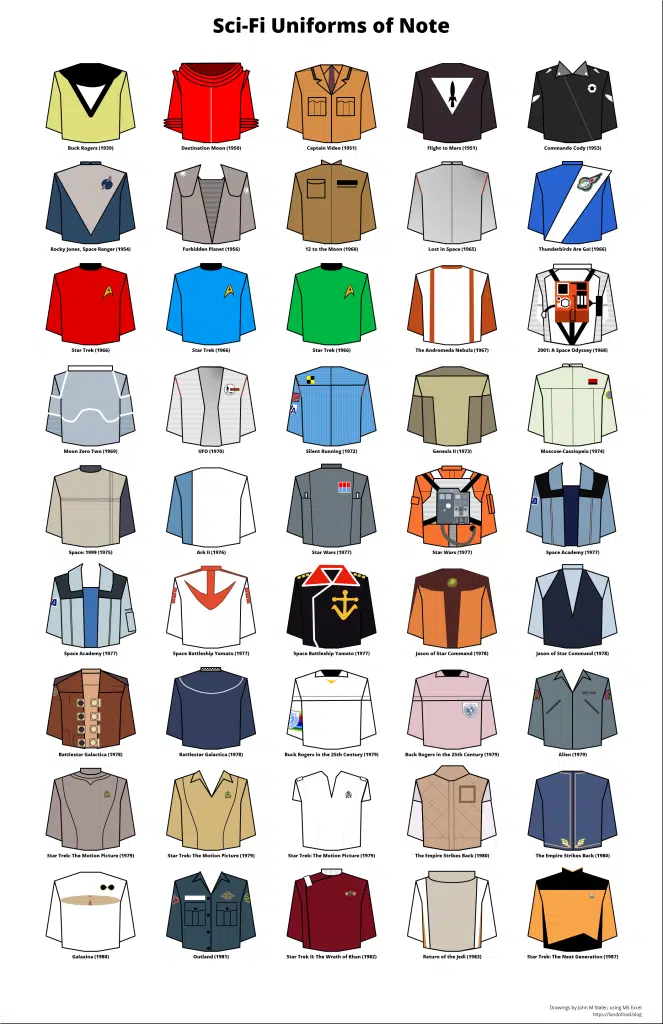 Sci-Fi Uniforms of Note
Buck Rogers (1939)
Destination Moon (1950)
Captain Video (1951)
Flight to Mars (1951)
Commando Cody (1953)
Rocky Jones, Space Ranger (1954)
Forbidden Planet (1956)
12 to the Moon (1960)
Lost in Space (1965)
Thunderbirds Are Go! (1966)
Star Trek (1966)
Star Trek (1966)
Star Trek (1966)
The Andromeda Nebula (1967)
2001: A Space Odyssey (1968)
Moon Zero Two (1969)
UFO (1970)
Silent Running (1972)
Genesis II (1973)
Moscow-Cassiopeia (1974)
Space: 1999 (1975)
Ark II (1976)
Star Wars (1977)
Star Wars (1977)
Space Academy (1977)
Space Academy (1977)
Space Battleship Yamato (1977)
Space Battleship Yamato (1977)
Jason of Star Command (1978)
Jason of Star Command (1978)
Battlestar Galactica (1978)
Battlestar Galactica (1978)
Buck Rogers in the 25th Century (1979)
Buck Rogers in the 25th Century (1979)
Alien (1979)
Star Trek: The Motion Picture (1979)
Star Trek: The Motion Picture (1979)
Star Trek: The Motion Picture (1979)
The Empire Strikes Back (1980)
The Empire Strikes Back (1980)
Galaxina (1980)
Outland (1981)
Star Trek II: The Wrath of Khan (1982)
Return of the Jedi (1983)
Star Trek: The Next Generation (1987)
Drawings by John M Slater, using MS Excel
https://landofnod.blog